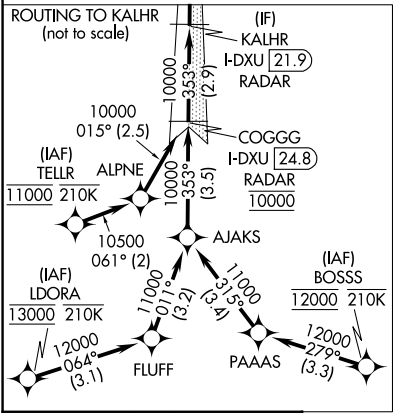 ROUTING TO KALHR
(not to scale)
(IF)
KALHR
I-DXU 21.9
RADAR
10000
353°
(2.9)
10000
015° (2.5)
COGGG
I-DXU 24.8
RADAR
10000
(IAF)
TELLR
11000 210K
ALPNE
10000
353°
(3.5)
10500
061° (2)
AJAKS
(IAF)
LDORA
13000 210K
11000
011°
(3.2)
11000
315°
(3.4)
(IAF)
BOSSS
12000 210K
12000
064°
(3.1)
FLUFF
PAAAS
12000
279°
(3.3)